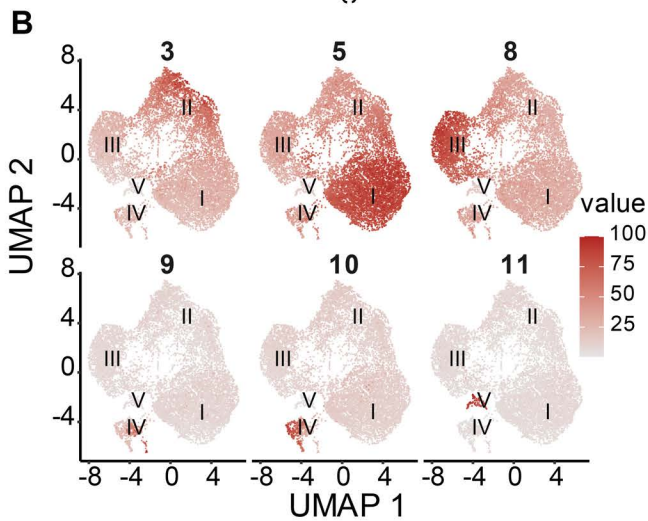 B
3 5 8
8
4
0
-4
II II II
III III III
V V V
I I I
IV IV IV
value
100
75
50
25
UMAP 2
9 10 11
8
4
0
-4
II II II
III III III
V V V
I I I
IV IV IV
-8 -4 0 4 -8 -4 0 4 -8 -4 0 4
UMAP 1